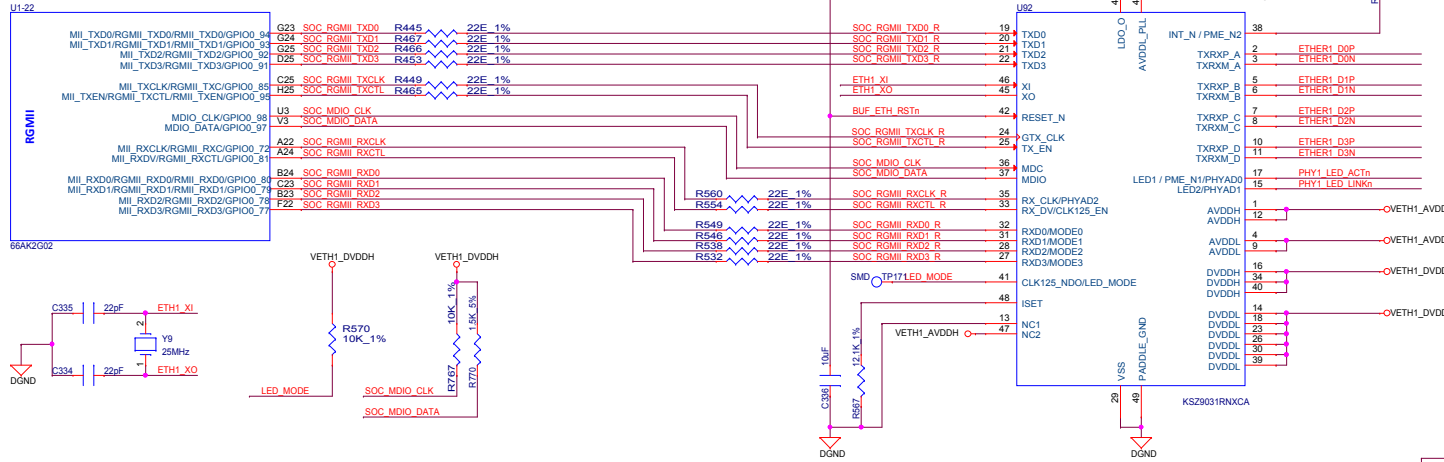 U1-22
RGMII
66AK2G02
MII_TXD0/RGMII_TXD0/RMII_TXD0/GPIO0_94 G23 SOC_RGMII_TXD0 R445 22E_1%
MII_TXD1/RGMII_TXD1/RMII_TXD1/GPIO0_93 G24 SOC_RGMII_TXD1 R467 22E_1%
MII_TXD2/RGMII_TXD2/GPIO0_92 G25 SOC_RGMII_TXD2 R466 22E_1%
MII_TXD3/RGMII_TXD3/GPIO0_91 D25 SOC_RGMII_TXD3 R453 22E_1%
MII_TXCLK/RGMII_TXC/GPIO0_85 C25 SOC_RGMII_TXCLK R449 22E_1%
MII_TXEN/RGMII_TXCTL/RMII_TXEN/GPIO0_95 H25 SOC_RGMII_TXCTL R465 22E_1%
MDIO_CLK/GPIO0_98 U3 SOC_MDIO_CLK
MDIO_DATA/GPIO0_97 V3 SOC_MDIO_DATA
MII_RXCLK/RGMII_RXC/GPIO0_72 A22 SOC_RGMII_RXCLK
MII_RXDV/RGMII_RXCTL/GPIO0_81 A24 SOC_RGMII_RXCTL
MII_RXD0/RGMII_RXD0/RMII_RXD0/GPIO0_80 B24 SOC_RGMII_RXD0
MII_RXD1/RGMII_RXD1/RMII_RXD1/GPIO0_79 C23 SOC_RGMII_RXD1
MII_RXD2/RGMII_RXD2/GPIO0_78 B23 SOC_RGMII_RXD2
MII_RXD3/RGMII_RXD3/GPIO0_77 F22 SOC_RGMII_RXD3
R560 22E_1% SOC_RGMII_RXCLK_R 35 RX_CLK/PHYAD2
R554 22E_1% SOC_RGMII_RXCTL_R 33 RX_DV/CLK125_EN
R549 22E_1% SOC_RGMII_RXD0_R 32 RXD0/MODE0
R546 22E_1% SOC_RGMII_RXD1_R 31 RXD1/MODE1
R538 22E_1% SOC_RGMII_RXD2_R 28 RXD2/MODE2
R532 22E_1% SOC_RGMII_RXD3_R 27 RXD3/MODE3
U92
SOC_RGMII_TXD0_R 19 TXD0
SOC_RGMII_TXD1_R 20 TXD1
SOC_RGMII_TXD2_R 21 TXD2
SOC_RGMII_TXD3_R 22 TXD3
ETH1_XI 46 XI
ETH1_XO 45 XO
BUF_ETH_RSTn 42 RESET_N
SOC_RGMII_TXCLK_R 24 GTX_CLK
SOC_RGMII_TXCTL_R 25 TX_EN
SOC_MDIO_CLK 36 MDC
SOC_MDIO_DATA 37 MDIO
SMD TP171 LED_MODE 41 CLK125_NDO/LED_MODE
48 ISET
13 NC1
VETH1_AVDDH 47 NC2
LDO_O
AVDDL_PLL
INT_N / PME_N2 38
TXRXP_A 2 ETHER1_D0P
TXRXM_A 3 ETHER1_D0N
TXRXP_B 5 ETHER1_D1P
TXRXM_B 6 ETHER1_D1N
TXRXP_C 7 ETHER1_D2P
TXRXM_C 8 ETHER1_D2N
TXRXP_D 10 ETHER1_D3P
TXRXM_D 11 ETHER1_D3N
LED1 / PME_N1/PHYAD0 17 PHY1_LED_ACTn
LED2/PHYAD1 15 PHY1_LED_LINKn
AVDDH 1 VETH1_AVDD
AVDDH 12
AVDDL 4 VETH1_AVDD
AVDDL 9
DVDDH 16 VETH1_DVDD
DVDDH 34
DVDDH 40
DVDDL 14 VETH1_DVDD
DVDDL 18
DVDDL 23
DVDDL 26
DVDDL 30
DVDDL 39
VSS 29
PADDLE_GND 49
KSZ9031RNXCA
DGND
C335 22pF ETH1_XI
2
Y9
25MHz
1
C334 22pF ETH1_XO
DGND
VETH1_DVDDH
R570
10K_1%
LED_MODE
VETH1_DVDDH
10K_1%
R767
1.5K_5%
R770
SOC_MDIO_CLK
SOC_MDIO_DATA
10uF
C336
12.1K_1%
R567
DGND